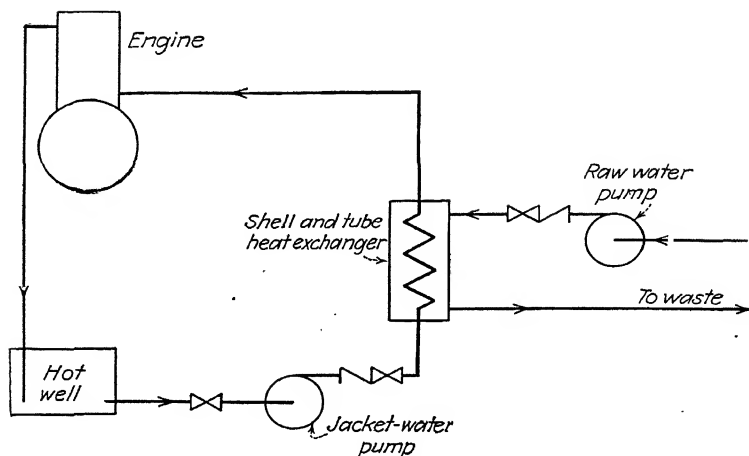 Engine
Raw water
pump
Shell and tube
heat exchanger
To waste
Hot
well
Jacket-water
pump